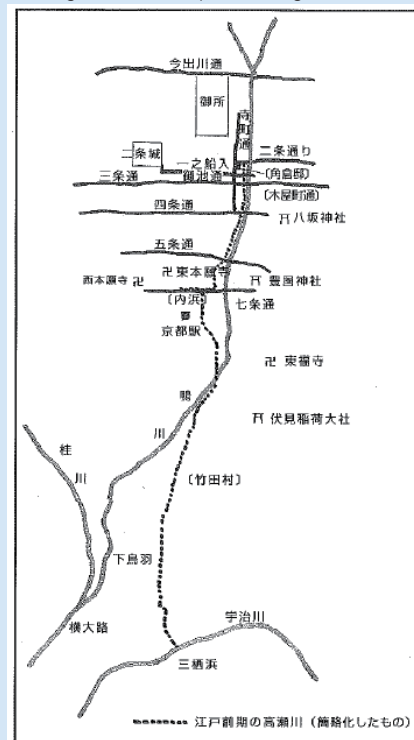 今出川通
御所
寺町通
二条城
二条通り
一之船入
〔角倉邸〕
三条通
御池通
〔木屋町通〕
四条通
八坂神社
五条通
卍東本願寺
西本願寺卍
豊国神社
〔内浜〕
七条通
京都駅
卍 東福寺
鴨川
伏見稲荷大社
桂川
〔竹田村〕
下鳥羽
宇治川
横大路
三栖浜
江戸前期の高瀬川(簡略化したもの)